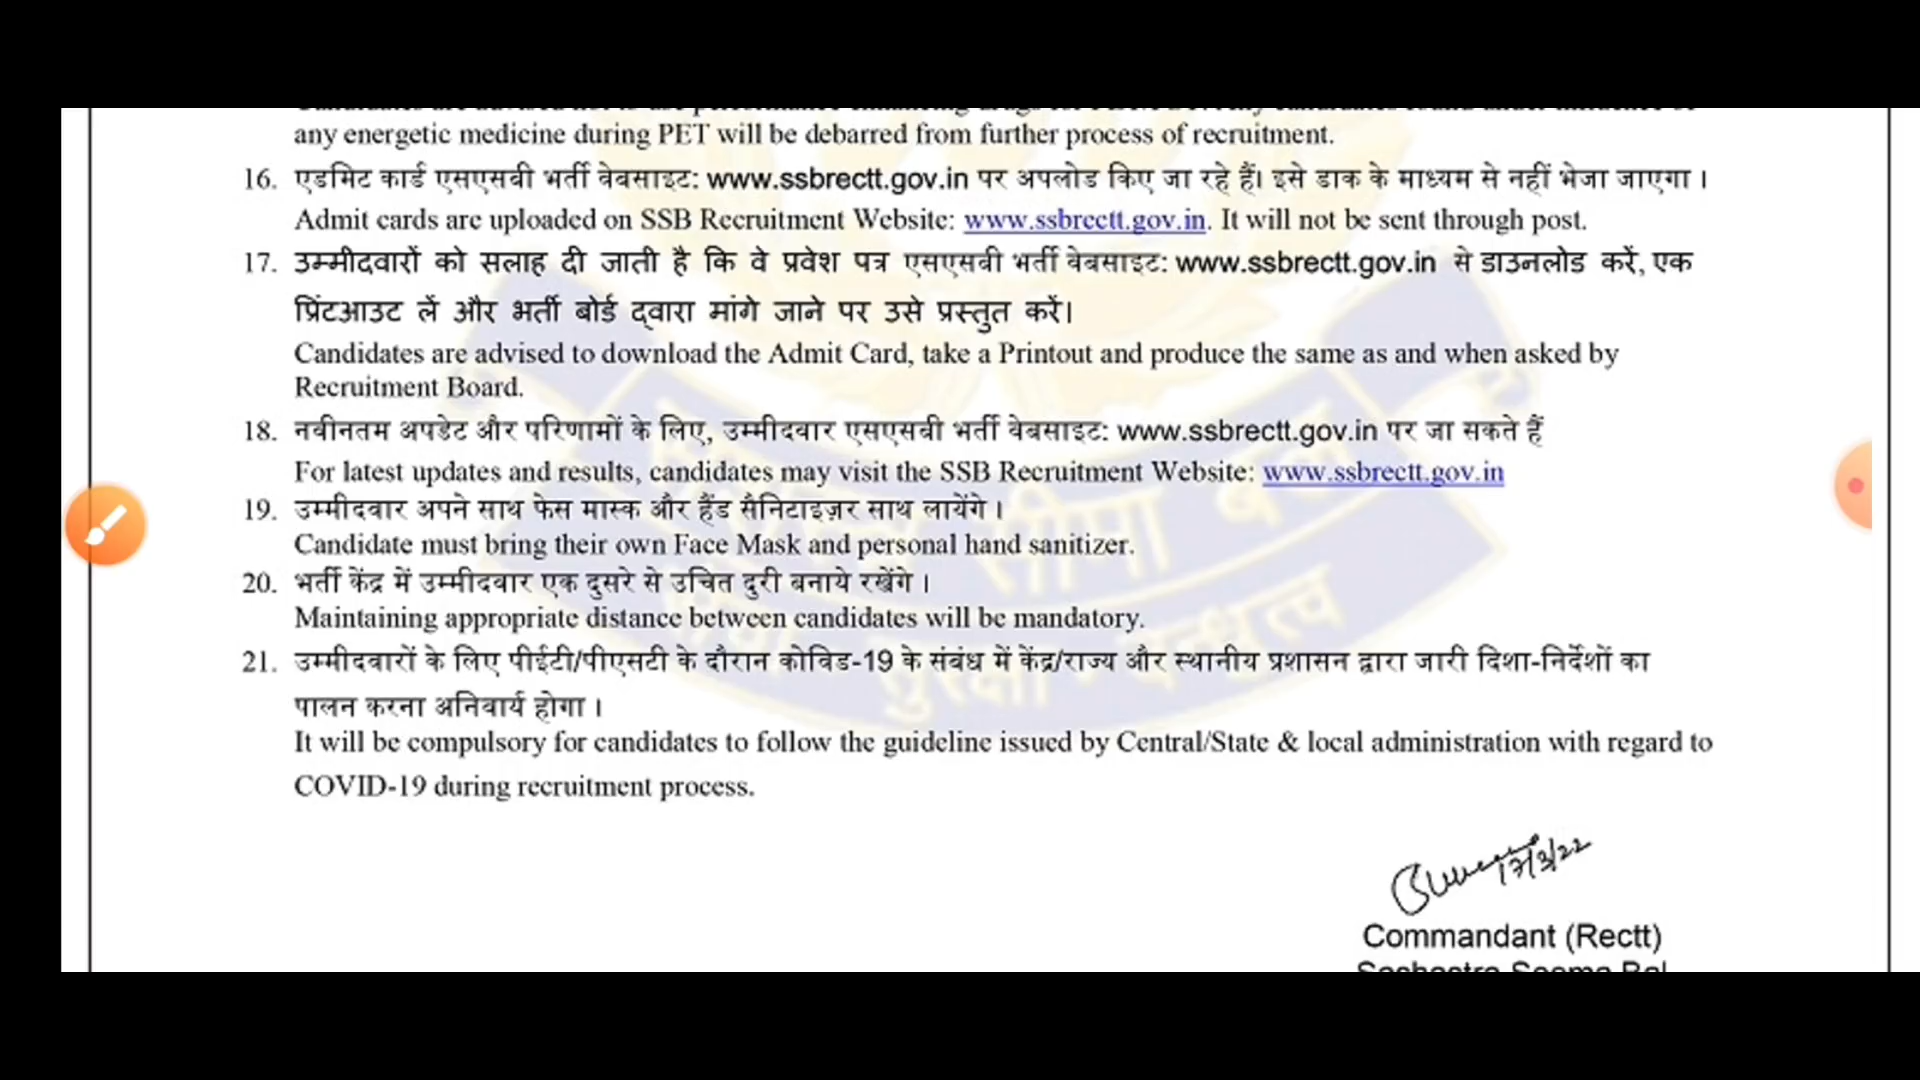 any energetic medicine during PET will be debarred from further process of recruitment.
16. एडमिट कार्ड एसएसबी भर्ती वेबसाइट: www.ssbrectt.gov.in पर अपलोड किए जा रहे हैं। इसे डाक के माध्यम से नहीं भेजा जाएगा ।
Admit cards are uploaded on SSB Recruitment Website: www.ssbrectt.gov.in. It will not be sent through post.
17. उम्मीदवारों को सलाह दी जाती है कि वे प्रवेश पत्र एसएसबी भर्ती वेबसाइट: www.ssbrectt.gov.in से डाउनलोड करें, एक
प्रिंटआउट लें और भर्ती बोर्ड द्वारा मांगे जाने पर उसे प्रस्तुत करें।
Candidates are advised to download the Admit Card, take a Printout and produce the same as and when asked by
Recruitment Board.
18. नवीनतम अपडेट और परिणामों के लिए, उम्मीदवार एसएसबी भर्ती वेबसाइट: www.ssbrectt.gov.in पर जा सकते हैं
For latest updates and results, candidates may visit the SSB Recruitment Website: www.ssbrectt.gov.in
19. उम्मीदवार अपने साथ फेस मास्क और हैंड सैनिटाइज़र साथ लायेंगे ।
Candidate must bring their own Face Mask and personal hand sanitizer.
20. भर्ती केंद्र में उम्मीदवार एक दुसरे से उचित दुरी बनाये रखेंगे ।
Maintaining appropriate distance between candidates will be mandatory.
21. उम्मीदवारों के लिए पीईटी/पीएसटी के दौरान कोविड-19 के संबंध में केंद्र/राज्य और स्थानीय प्रशासन द्वारा जारी दिशा-निर्देशों का
पालन करना अनिवार्य होगा ।
It will be compulsory for candidates to follow the guideline issued by Central/State & local administration with regard to
COVID-19 during recruitment process.
17/3/22
Commandant (Rectt)